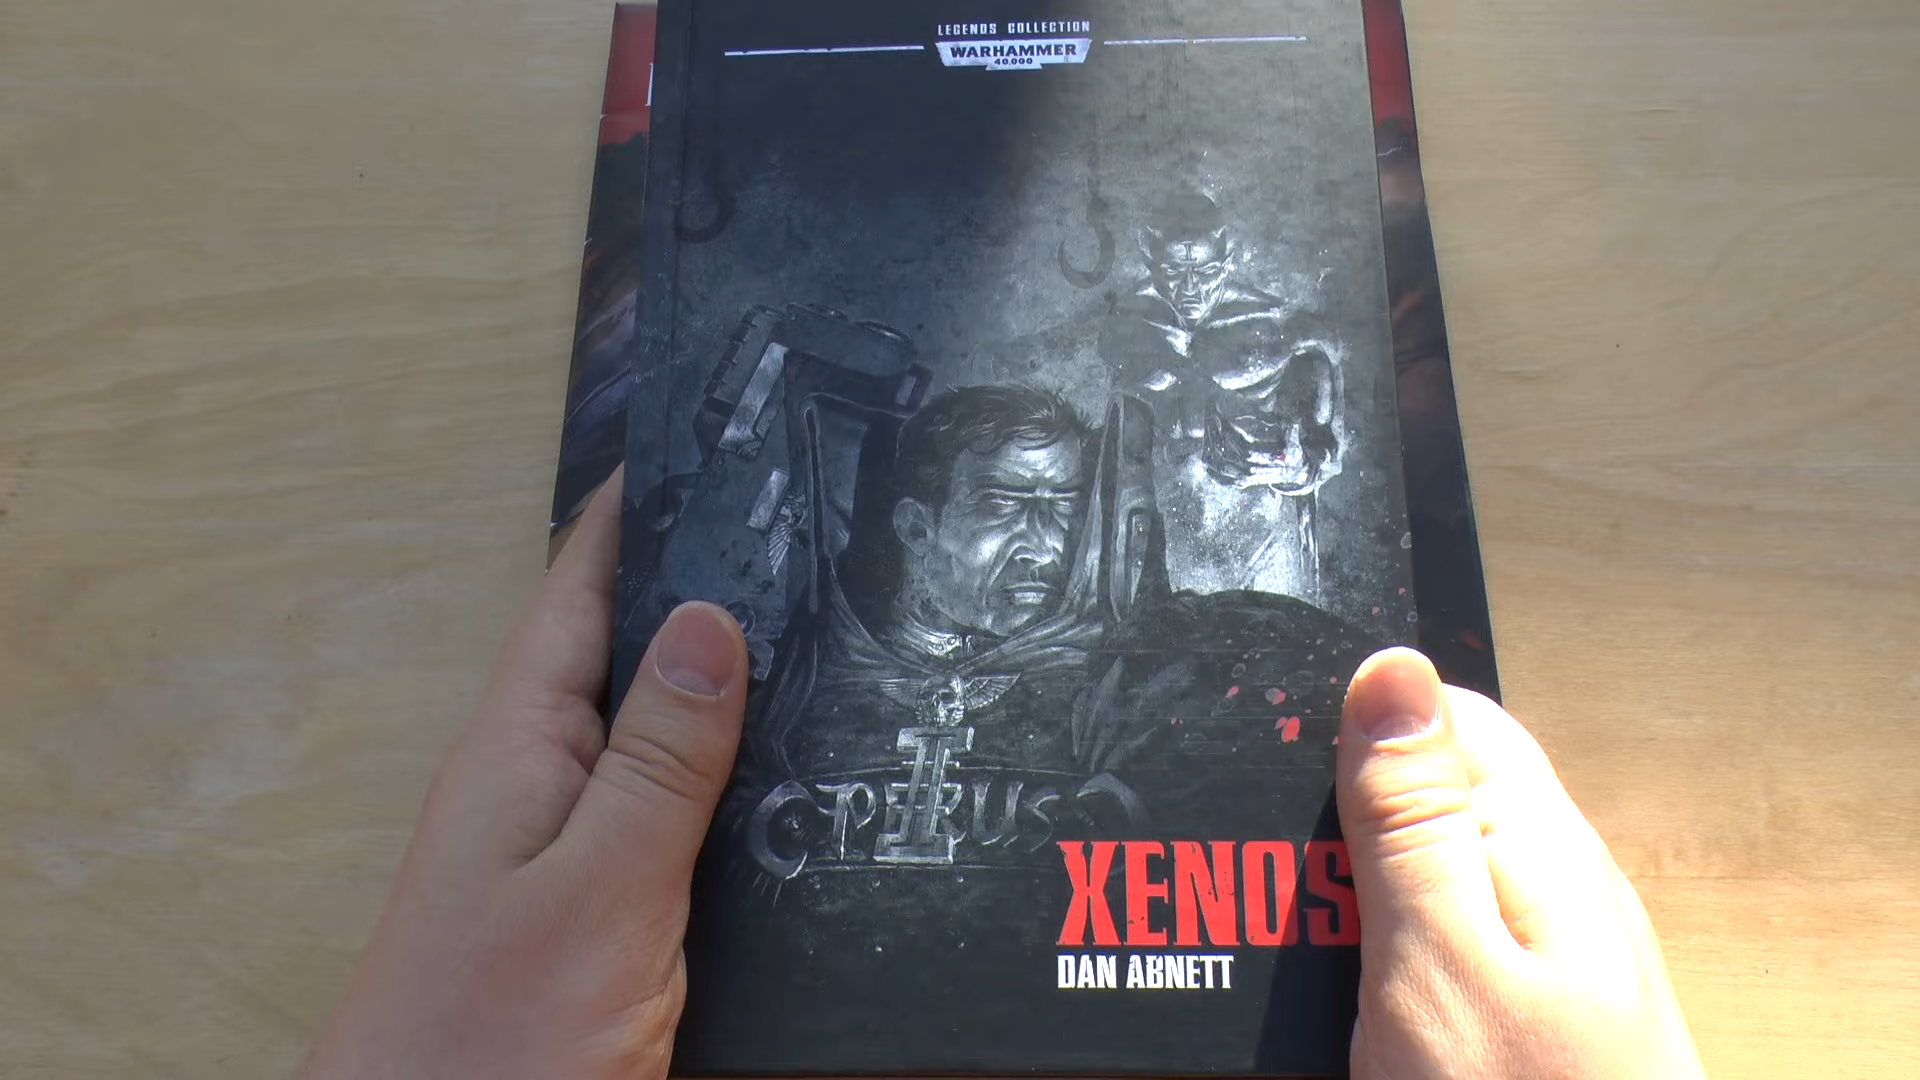 LEGENDS COLLECTION
WARHAMMER
40,000
XENOS
DAN ABNETT